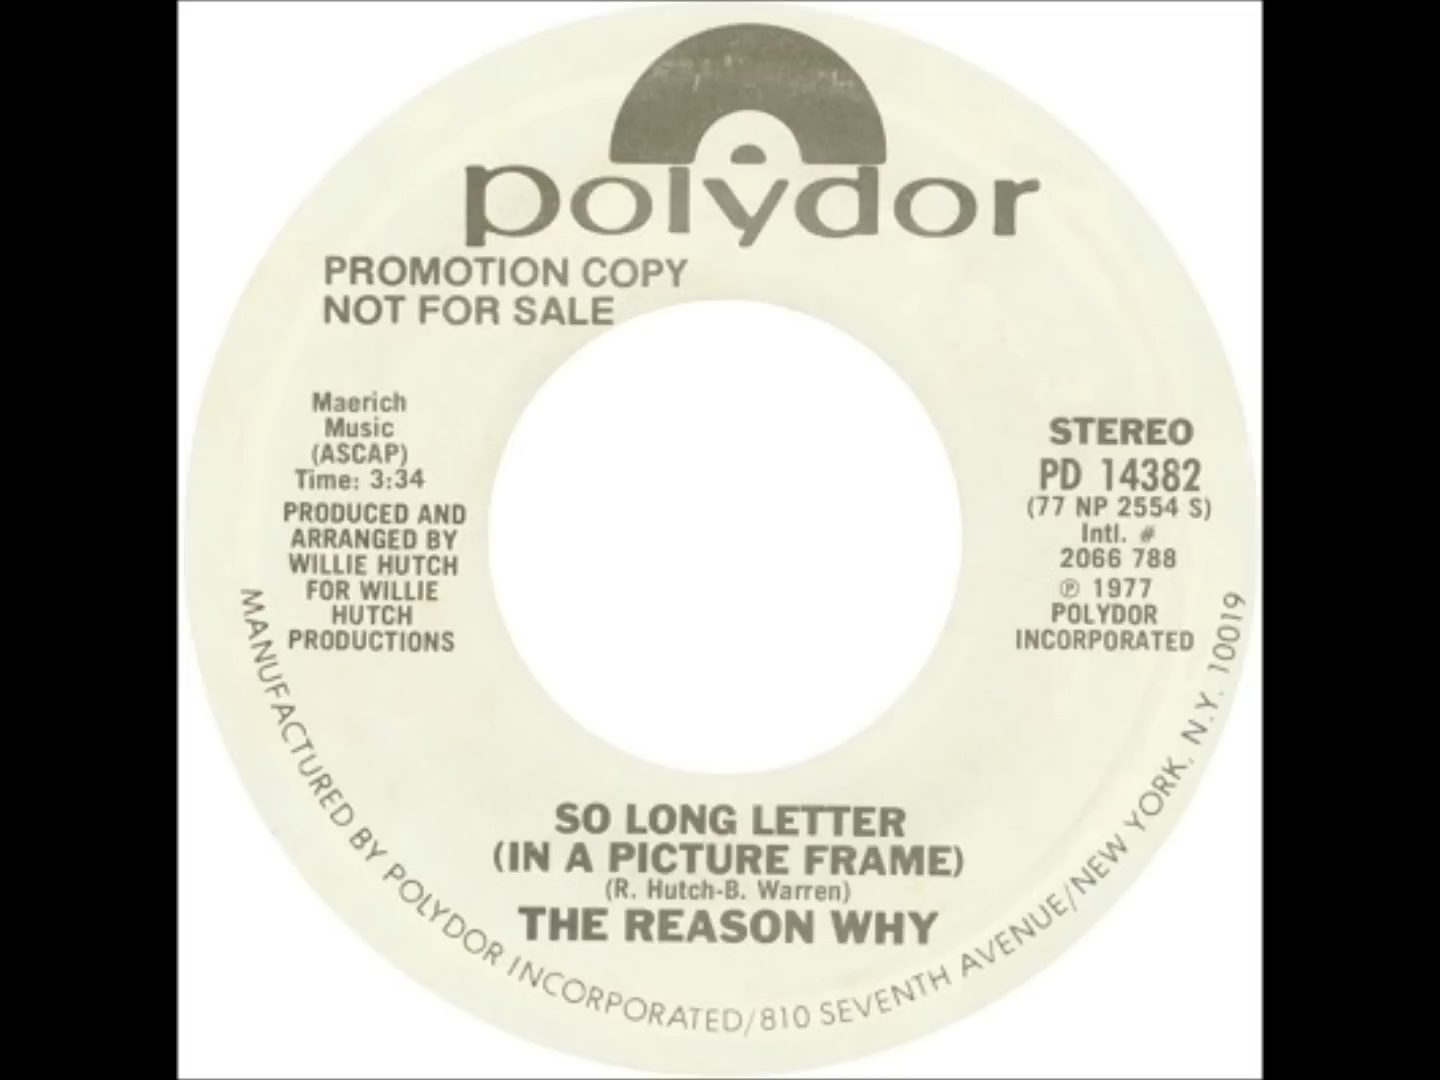 polydor
PROMOTION COPY
NOT FOR SALE
Maerich
Music
(ASCAP)
Time: 3:34
PRODUCED AND
ARRANGED BY
WILLIE HUTCH
FOR WILLIE
HUTCH
PRODUCTIONS
STEREO
PD 14382
(77 NP 2554 S)
Intl. #
2066 788
℗ 1977
POLYDOR
INCORPORATED
SO LONG LETTER
(IN A PICTURE FRAME)
(R. Hutch-B. Warren)
THE REASON WHY
MANUFACTURED BY POLYDOR INCORPORATED/810 SEVENTH AVENUE/NEW YORK, N.Y. 10019